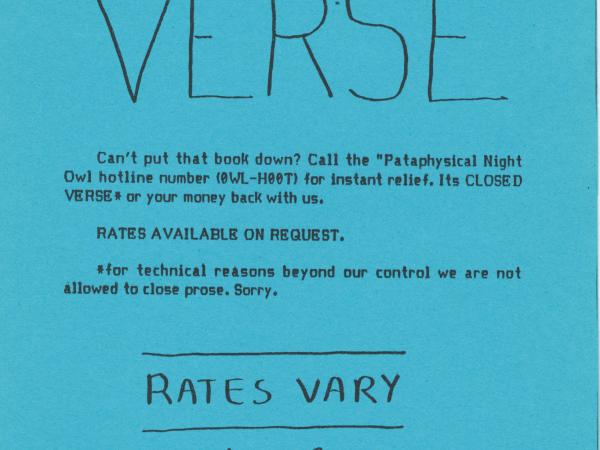 VERSE
Can't put that book down? Call the "Pataphysical Night
Owl hotline number (0WL-H00T) for instant relief. Its CLOSED
VERSE* or your money back with us.
RATES AVAILABLE ON REQUEST.
*for technical reasons beyond our control we are not
allowed to close prose. Sorry.
RATES VARY